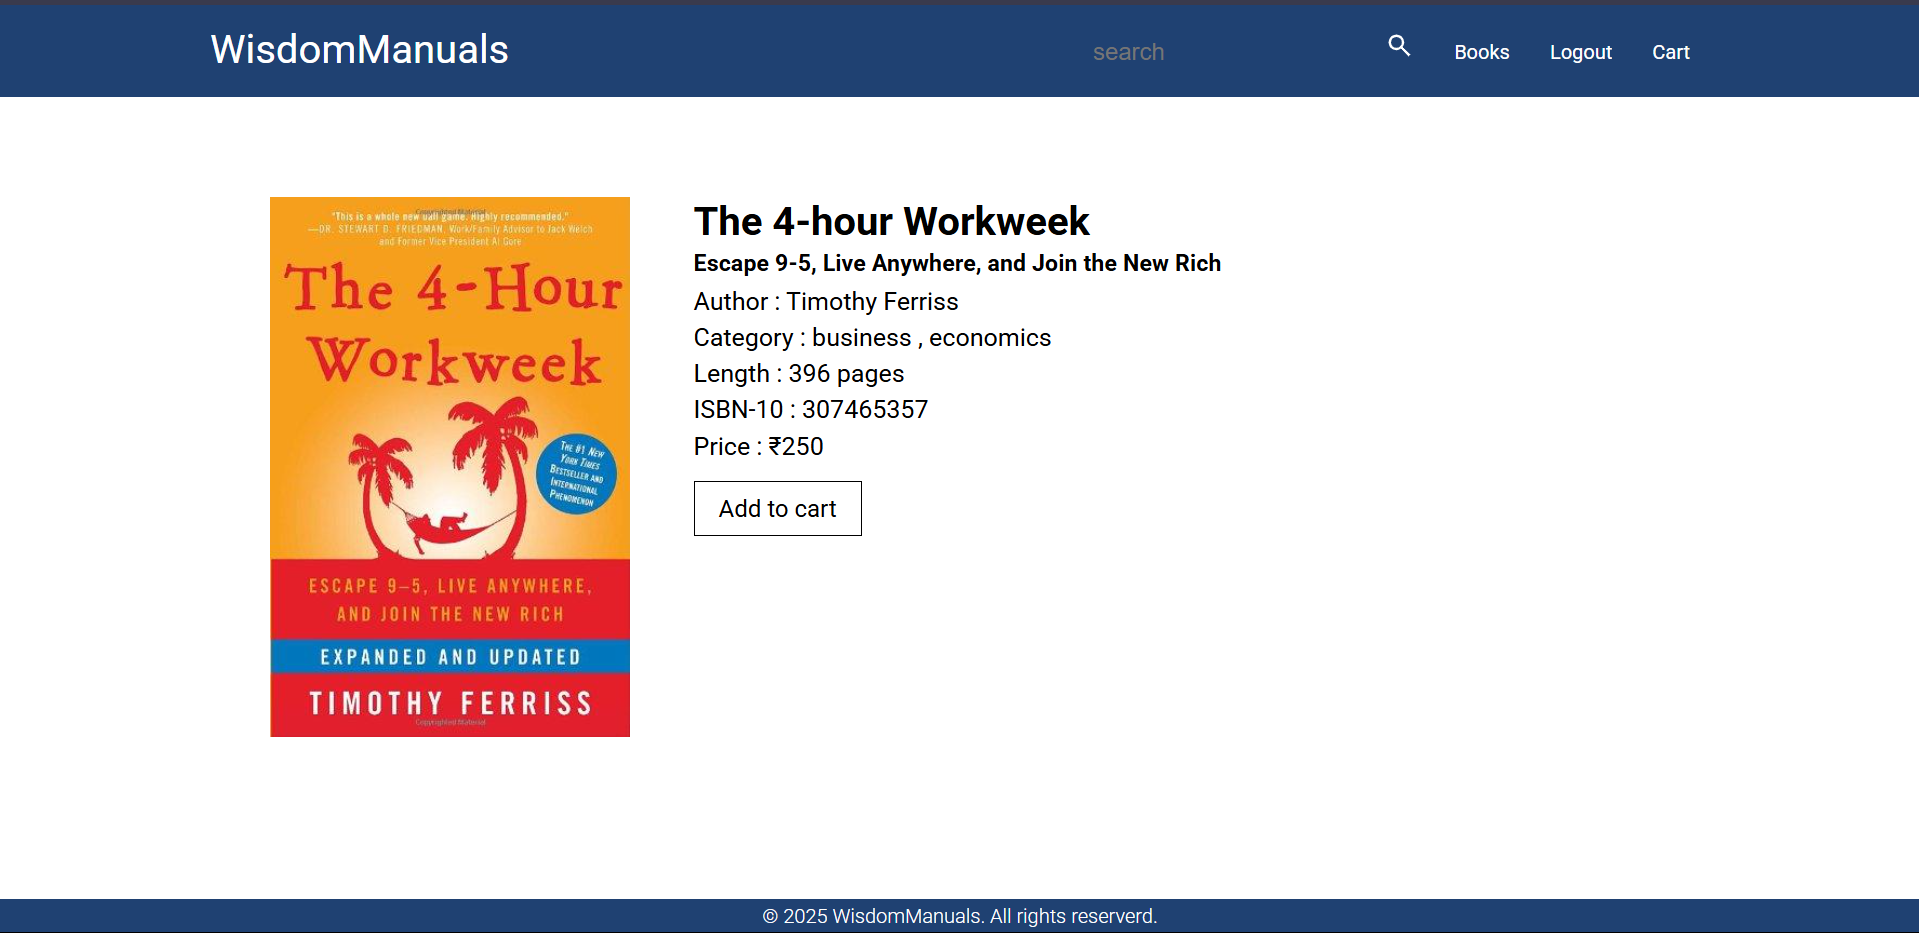 WisdomManuals
search
Books
Logout
Cart
Copyrighted Material
"This is a whole new ball game. Highly recommended."
—DR. STEWART D. FRIEDMAN, Work/Family Advisor to Jack Welch
and Former Vice President Al Gore
The 4-Hour
Workweek
THE #1 NEW
YORK TIMES
BESTSELLER AND
INTERNATIONAL
PHENOMENON
ESCAPE 9–5, LIVE ANYWHERE,
AND JOIN THE NEW RICH
EXPANDED AND UPDATED
TIMOTHY FERRISS
Copyrighted Material
The 4-hour Workweek
Escape 9-5, Live Anywhere, and Join the New Rich
Author : Timothy Ferriss
Category : business , economics
Length : 396 pages
ISBN-10 : 307465357
Price : ₹250
Add to cart
© 2025 WisdomManuals. All rights reserverd.